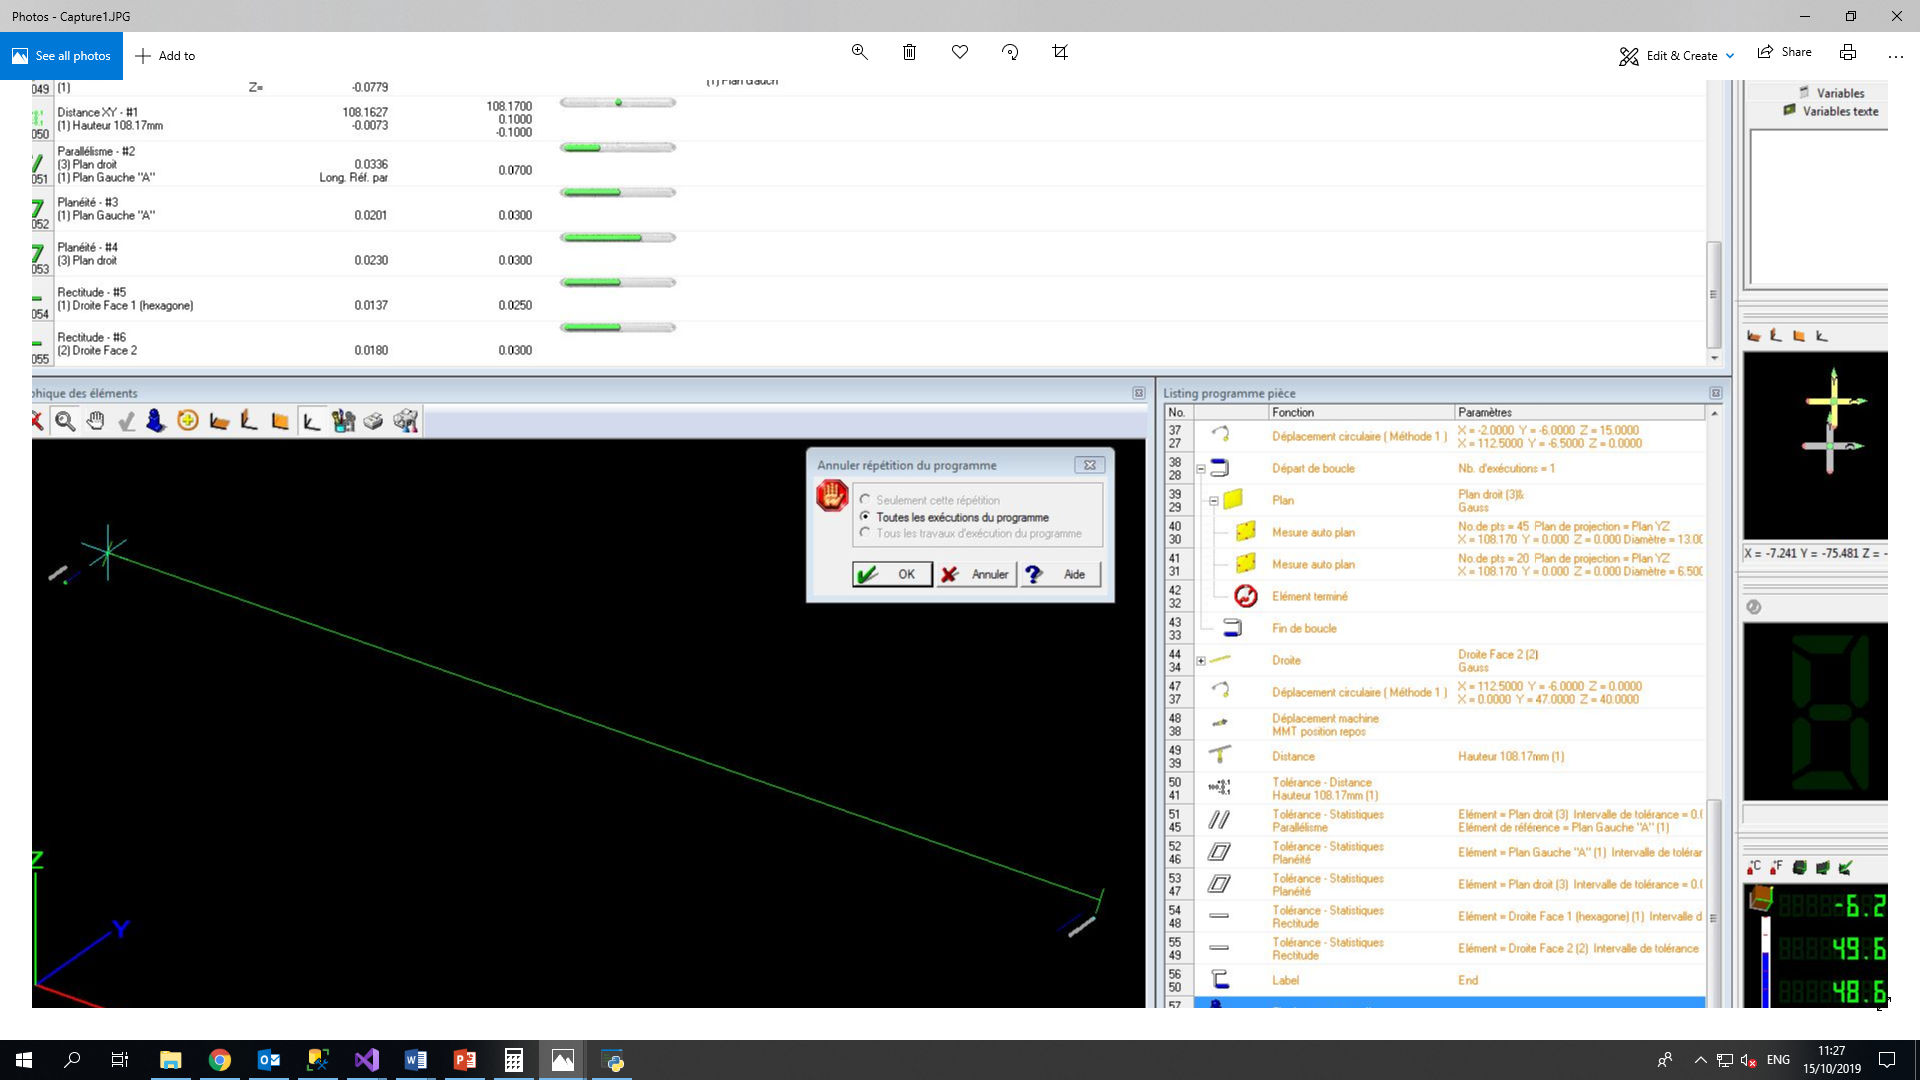 Photos - Capture1.JPG
See all photos
Add to
Edit & Create
Share
049 (1) Z= -0.0779
(1) Plan Gauch
Distance XY - #1 108.1627 108.1700
(1) Hauteur 108.17mm -0.0073 0.1000
050 -0.1000
Parallélisme - #2
(3) Plan droit 0.0336 0.0700
051 (1) Plan Gauche "A" Long. Réf. par
Planéité - #3
(1) Plan Gauche "A" 0.0201 0.0300
052
Planéité - #4
(3) Plan droit 0.0230 0.0300
053
Rectitude - #5
(1) Droite Face 1 (hexagone) 0.0137 0.0250
054
Rectitude - #6
(2) Droite Face 2 0.0180 0.0300
055
Variables
Variables texte
phique des éléments
Annuler répétition du programme
Seulement cette répétition
Toutes les exécutions du programme
Tous les travaux d'exécution du programme
OK Annuler Aide
Z
Y
Listing programme pièce
No. Fonction Paramètres
37 Déplacement circulaire ( Méthode 1 ) X = -2.0000 Y = -6.0000 Z = 15.0000
27 X = 112.5000 Y = -6.5000 Z = 0.0000
38 Départ de boucle Nb. d'exécutions = 1
28
39 Plan Plan droit (3)&
29 Gauss
40 Mesure auto plan No.de pts = 45 Plan de projection = Plan YZ
30 X = 108.170 Y = 0.000 Z = 0.000 Diamètre = 13.00
41 Mesure auto plan No.de pts = 20 Plan de projection = Plan YZ
31 X = 108.170 Y = 0.000 Z = 0.000 Diamètre = 6.500
42 Elément terminé
32
43 Fin de boucle
33
44 Droite Droite Face 2 (2)
34 Gauss
47 Déplacement circulaire ( Méthode 1 ) X = 112.5000 Y = -6.0000 Z = 0.0000
37 X = 0.0000 Y = 47.0000 Z = 40.0000
48 Déplacement machine
38 MMT position repos
49 Distance Hauteur 108.17mm (1)
39
50 Tolérance - Distance
41 Hauteur 108.17mm (1)
51 Tolérance - Statistiques Elément = Plan droit (3) Intervalle de tolérance = 0.0
45 Parallélisme Elément de référence = Plan Gauche "A" (1)
52 Tolérance - Statistiques Elément = Plan Gauche "A" (1) Intervalle de toléran
46 Planéité
53 Tolérance - Statistiques Elément = Plan droit (3) Intervalle de tolérance = 0.0
47 Planéité
54 Tolérance - Statistiques Elément = Droite Face 1 (hexagone) (1) Intervalle d
48 Rectitude
55 Tolérance - Statistiques Elément = Droite Face 2 (2) Intervalle de tolérance
49 Rectitude
56 Label End
50
57
X = -7.241 Y = -75.481 Z = -
°C °F
-6.2
49.6
48.6
ENG
11:27
15/10/2019